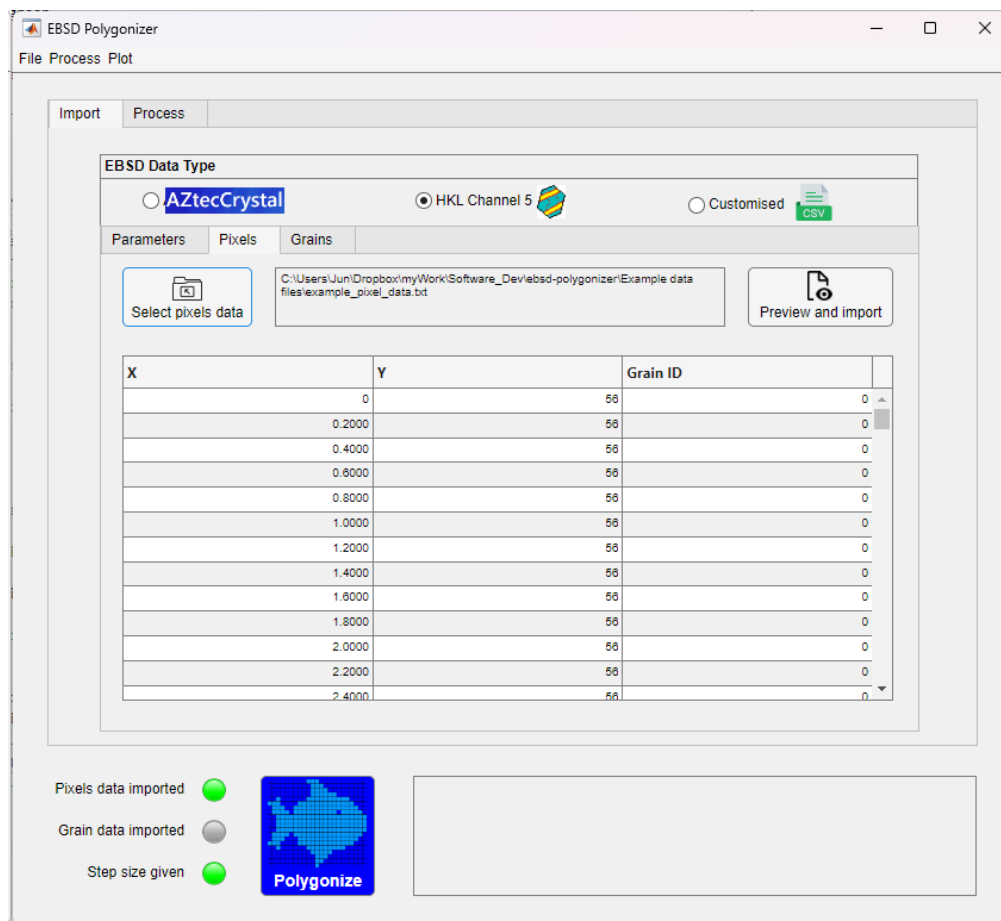 EBSD Polygonizer
File Process Plot
Import Process
EBSD Data Type
AZtecCrystal HKL Channel 5 Customised CSV
Parameters Pixels Grains
Select pixels data
C:\Users\Jun\Dropbox\myWork\Software_Dev\ebsd-polygonizer\Example data
files\example_pixel_data.txt
Preview and import
X Y Grain ID
0 56 0
0.2000 56 0
0.4000 56 0
0.6000 56 0
0.8000 56 0
1.0000 56 0
1.2000 56 0
1.4000 56 0
1.6000 56 0
1.8000 56 0
2.0000 56 0
2.2000 56 0
2.4000 56 0
Pixels data imported
Grain data imported
Step size given
Polygonize